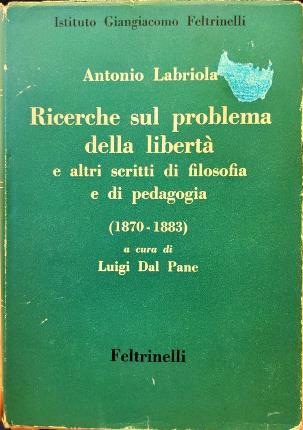 Istituto Giangiacomo Feltrinelli
Antonio Labriola
Ricerche sul problema
della libertà
e altri scritti di filosofia
e di pedagogia
(1870-1883)
a cura di
Luigi Dal Pane
Feltrinelli